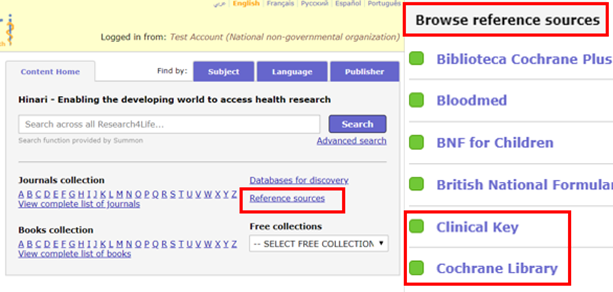 عربي English Français Русский Español Português
Logged in from: Test Account (National non-governmental organization)
Content Home
Find by:
Subject
Language
Publisher
Hinari - Enabling the developing world to access health research
Search across all Research4Life...
Search
Search function provided by Summon
Advanced search
Journals collection
A B C D E F G H I J K L M N O P Q R S T U V W X Y Z
View complete list of journals
Databases for discovery
Reference sources
Books collection
A B C D E F G H I J K L M N O P Q R S T U V W X Y Z
View complete list of books
Free collections
-- SELECT FREE COLLECTION
Browse reference sources
Biblioteca Cochrane Plus
Bloodmed
BNF for Children
British National Formular
Clinical Key
Cochrane Library